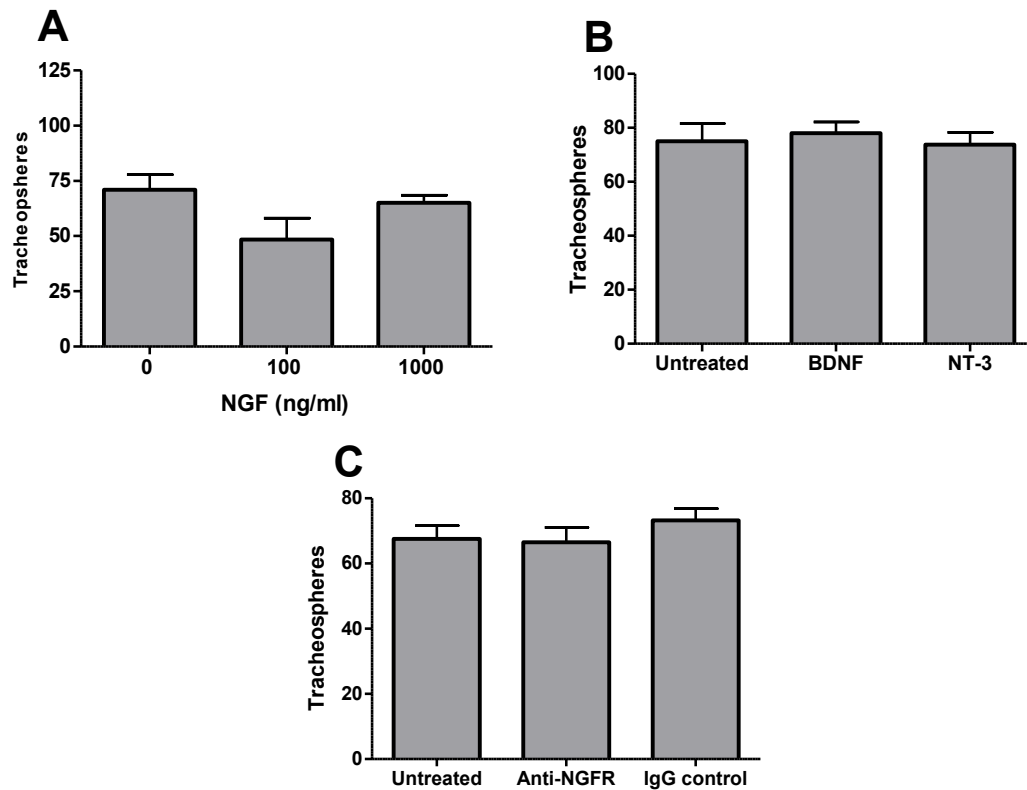 A
Tracheopsheres
125
100
75
50
25
0
0 100 1000
NGF (ng/ml)
B
Tracheospheres
100
80
60
40
20
0
Untreated BDNF NT-3
C
Tracheospheres
80
60
40
20
0
Untreated Anti-NGFR IgG control